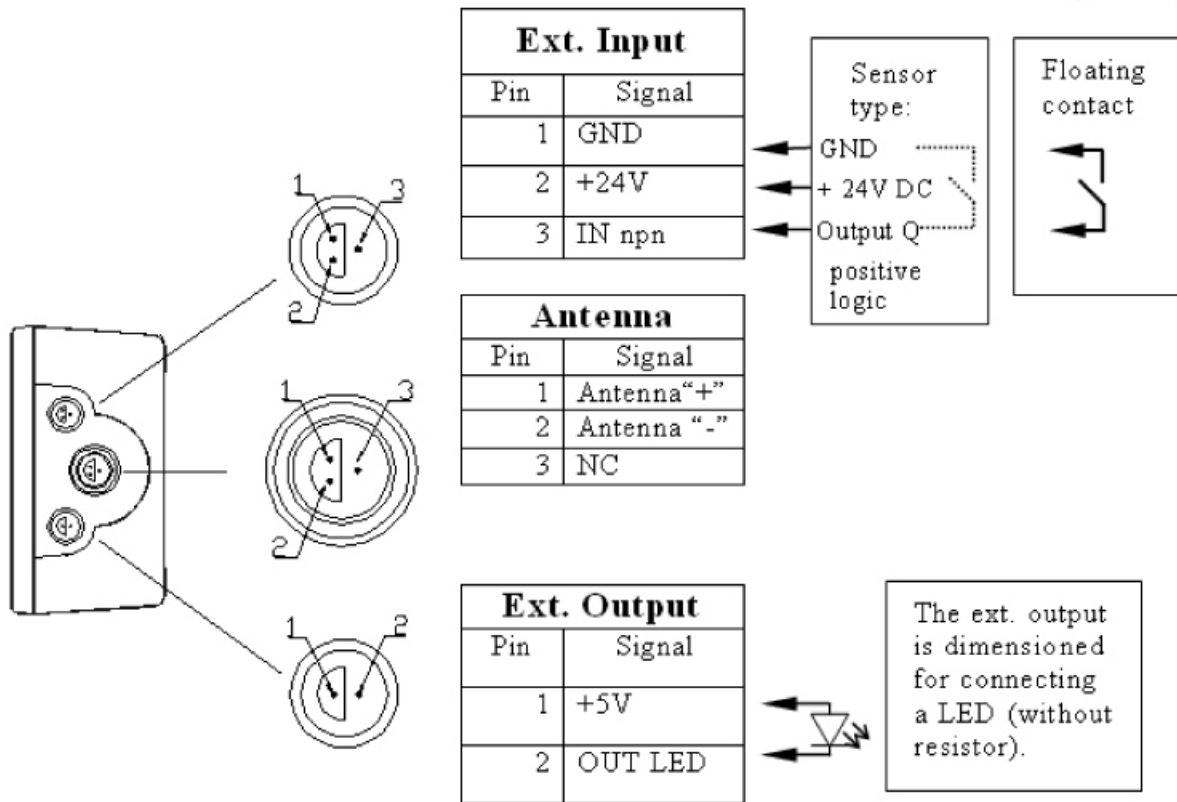 Ext. Input
Pin Signal
1 GND
2 +24V
3 IN npn
Sensor
type:
GND
+ 24V DC
Output Q
positive
logic
Floating
contact
1
3
2
Antenna
Pin Signal
1 Antenna“+”
2 Antenna “-”
3 NC
1
3
2
Ext. Output
Pin Signal
1 +5V
2 OUT LED
1
2
The ext. output
is dimensioned
for connecting
a LED (without
resistor).